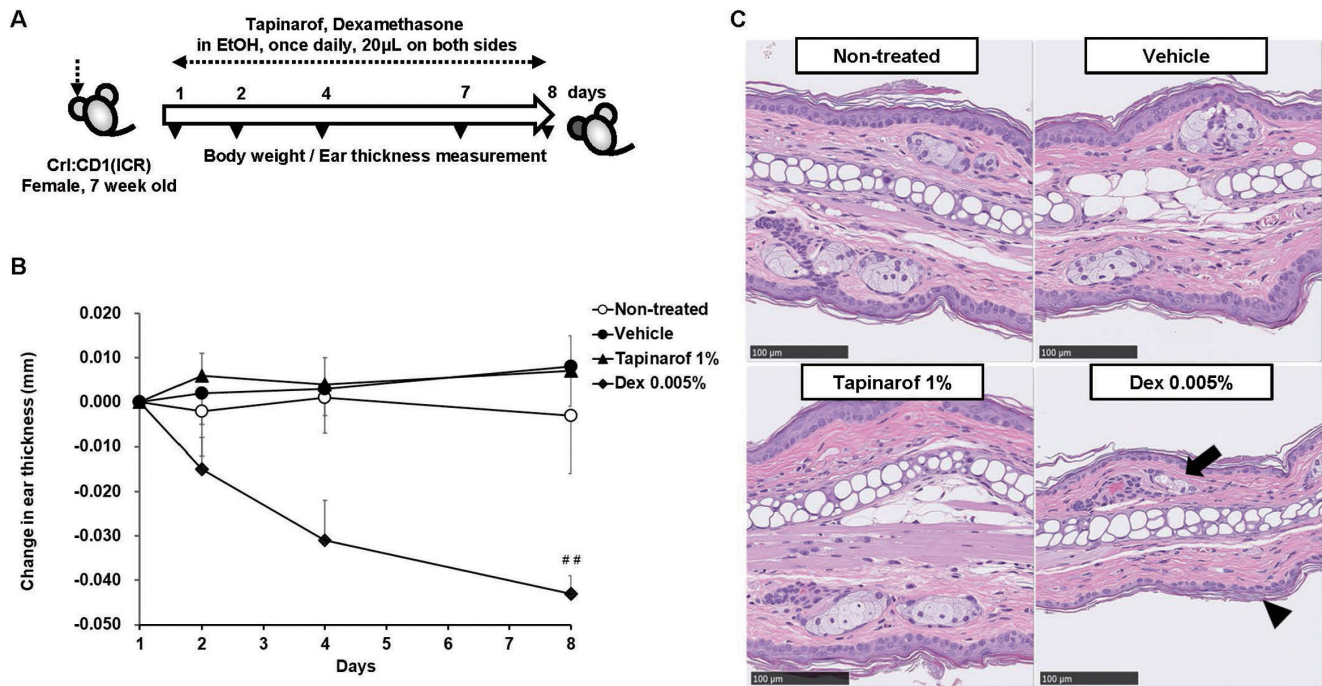 A
Tapinarof, Dexamethasone
in EtOH, once daily, 20µL on both sides
1 2 4 7 8 days
Body weight / Ear thickness measurement
Crl:CD1(ICR)
Female, 7 week old
B
Change in ear thickness (mm)
0.020
0.010
0.000
-0.010
-0.020
-0.030
-0.040
-0.050
1 2 3 4 5 6 7 8
Days
Non-treated
Vehicle
Tapinarof 1%
Dex 0.005%
##
C
Non-treated
100 µm
Vehicle
100 µm
Tapinarof 1%
100 µm
Dex 0.005%
100 µm